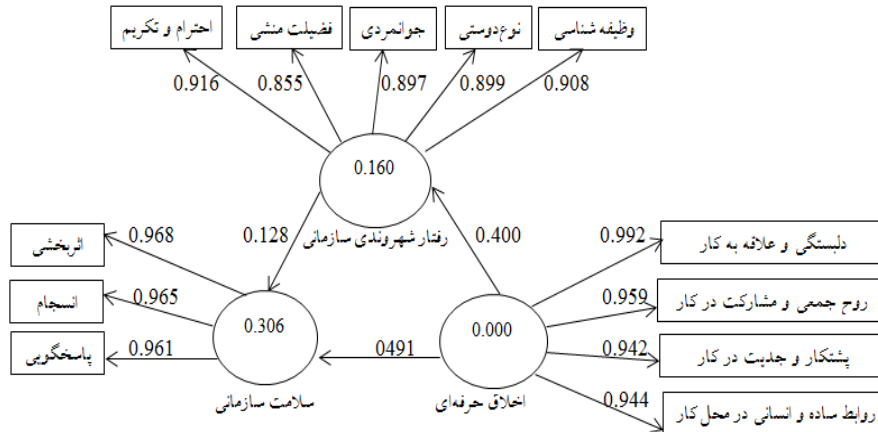 احترام و تکریم
فضیلت منشی
جوانمردی
نوع‌دوستی
وظیفه شناسی
0.916
0.855
0.897
0.899
0.908
0.160
رفتار شهروندی سازمانی
0.128
0.400
اثربخشی
انسجام
پاسخگویی
0.968
0.965
0.961
0.306
سلامت سازمانی
0491
0.000
اخلاق حرفه‌ای
0.992
0.959
0.942
0.944
دلبستگی و علاقه به کار
روح جمعی و مشارکت در کار
پشتکار و جدیت در کار
روابط ساده و انسانی در محل کار